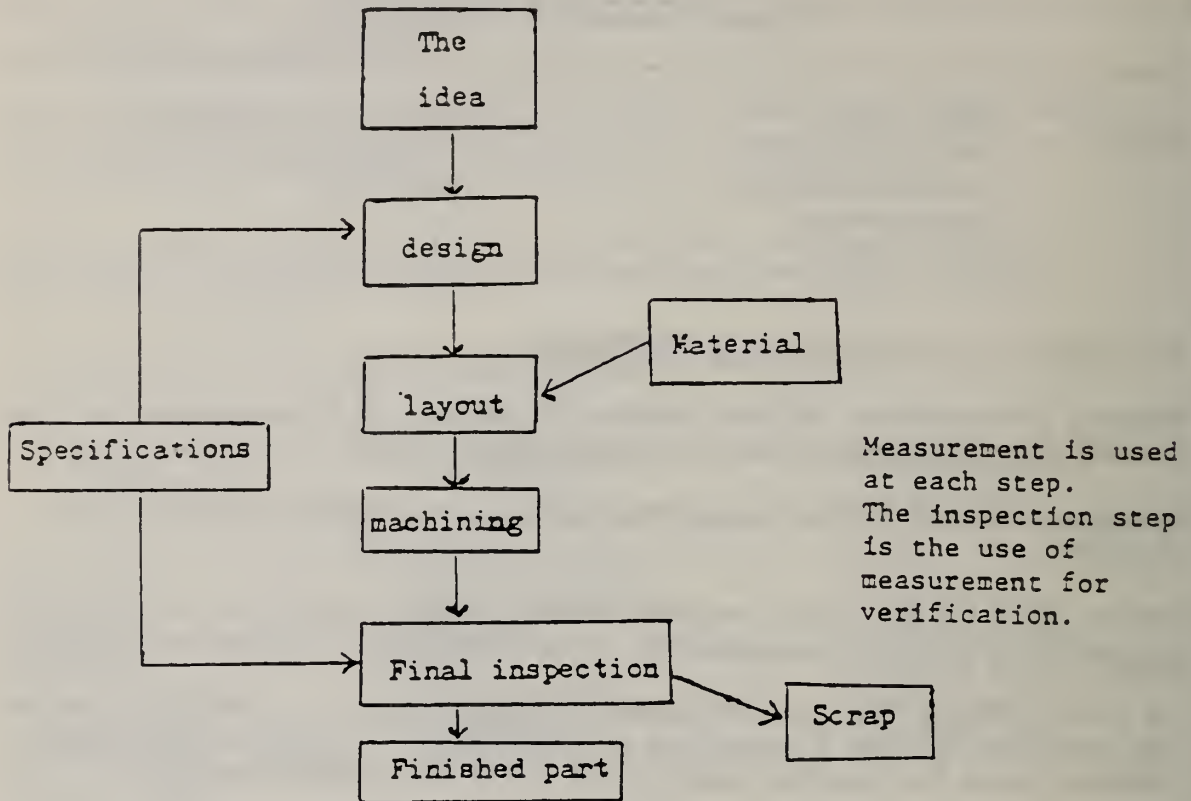 The
idea
design
Material
layout
Specifications
Measurement is used
at each step.
The inspection step
is the use of
measurement for
verification.
machining
Final inspection
Scrap
Finished part